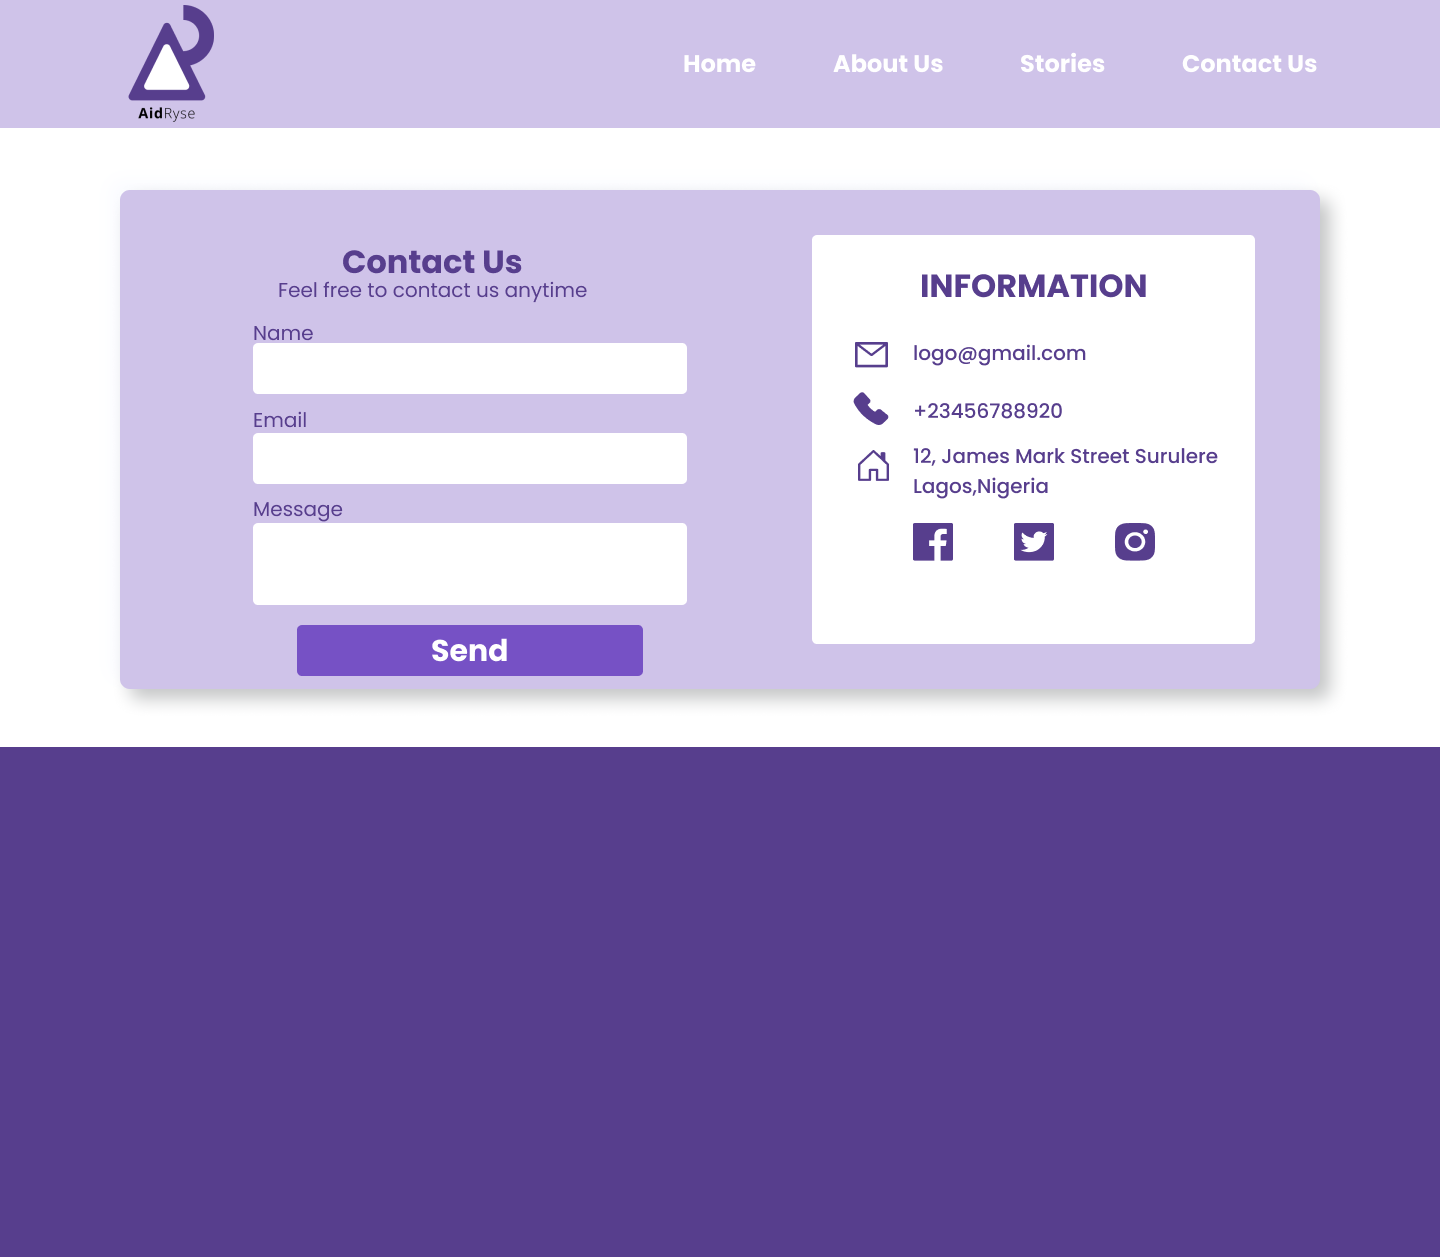 AidRyse
Home
About Us
Stories
Contact Us
Contact Us
Feel free to contact us anytime
Name
Email
Message
Send
INFORMATION
logo@gmail.com
+23456788920
12, James Mark Street Surulere
Lagos,Nigeria